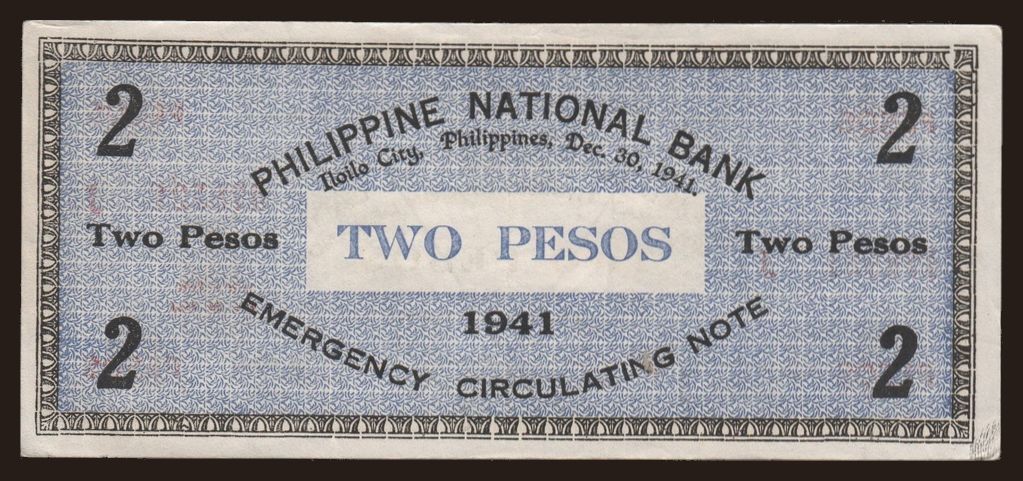 2
2
PHILIPPINE NATIONAL BANK
Iloilo City, Philippines, Dec. 30, 1941.
Two Pesos
TWO PESOS
Two Pesos
1941
EMERGENCY CIRCULATING NOTE
2
2